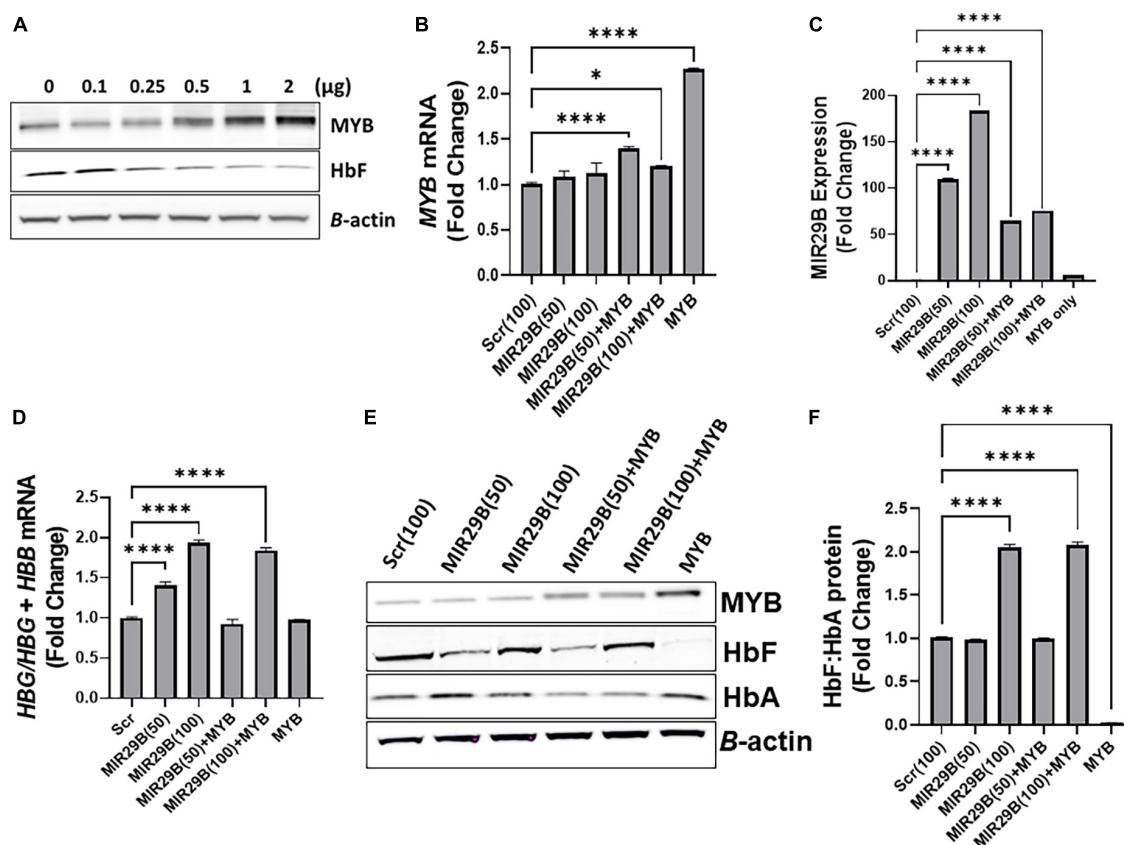 A
0 0.1 0.25 0.5 1 2 (µg)
MYB
HbF
B-actin
B
MYB mRNA
(Fold Change)
2.5
2.0
1.5
1.0
0.5
0.0
****
*
****
Scr(100)
MIR29B(50)
MIR29B(100)
MIR29B(50)+MYB
MIR29B(100)+MYB
MYB
C
MIR29B Expression
(Fold Change)
200
150
100
50
0
****
****
****
****
Scr(100)
MIR29B(50)
MIR29B(100)
MIR29B(50)+MYB
MIR29B(100)+MYB
MYB only
D
HBG/HBG + HBB mRNA
(Fold Change)
2.5
2.0
1.5
1.0
0.5
0.0
****
****
****
Scr
MIR29B(50)
MIR29B(100)
MIR29B(50)+MYB
MIR29B(100)+MYB
MYB
E
Scr(100)
MIR29B(50)
MIR29B(100)
MIR29B(50)+MYB
MIR29B(100)+MYB
MYB
MYB
HbF
HbA
B-actin
F
HbF:HbA protein
(Fold Change)
2.5
2.0
1.5
1.0
0.5
0.0
****
****
****
Scr(100)
MIR29B(50)
MIR29B(100)
MIR29B(50)+MYB
MIR29B(100)+MYB
MYB